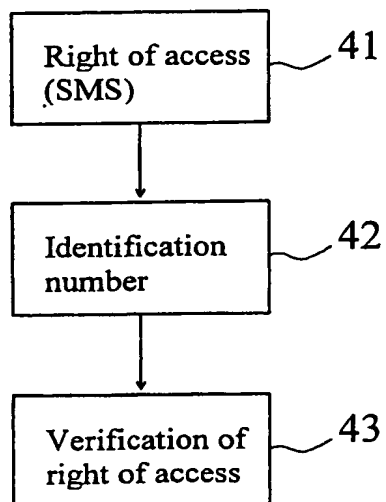 Right of access
(SMS)
41
Identification
number
42
Verification of
right of access
43